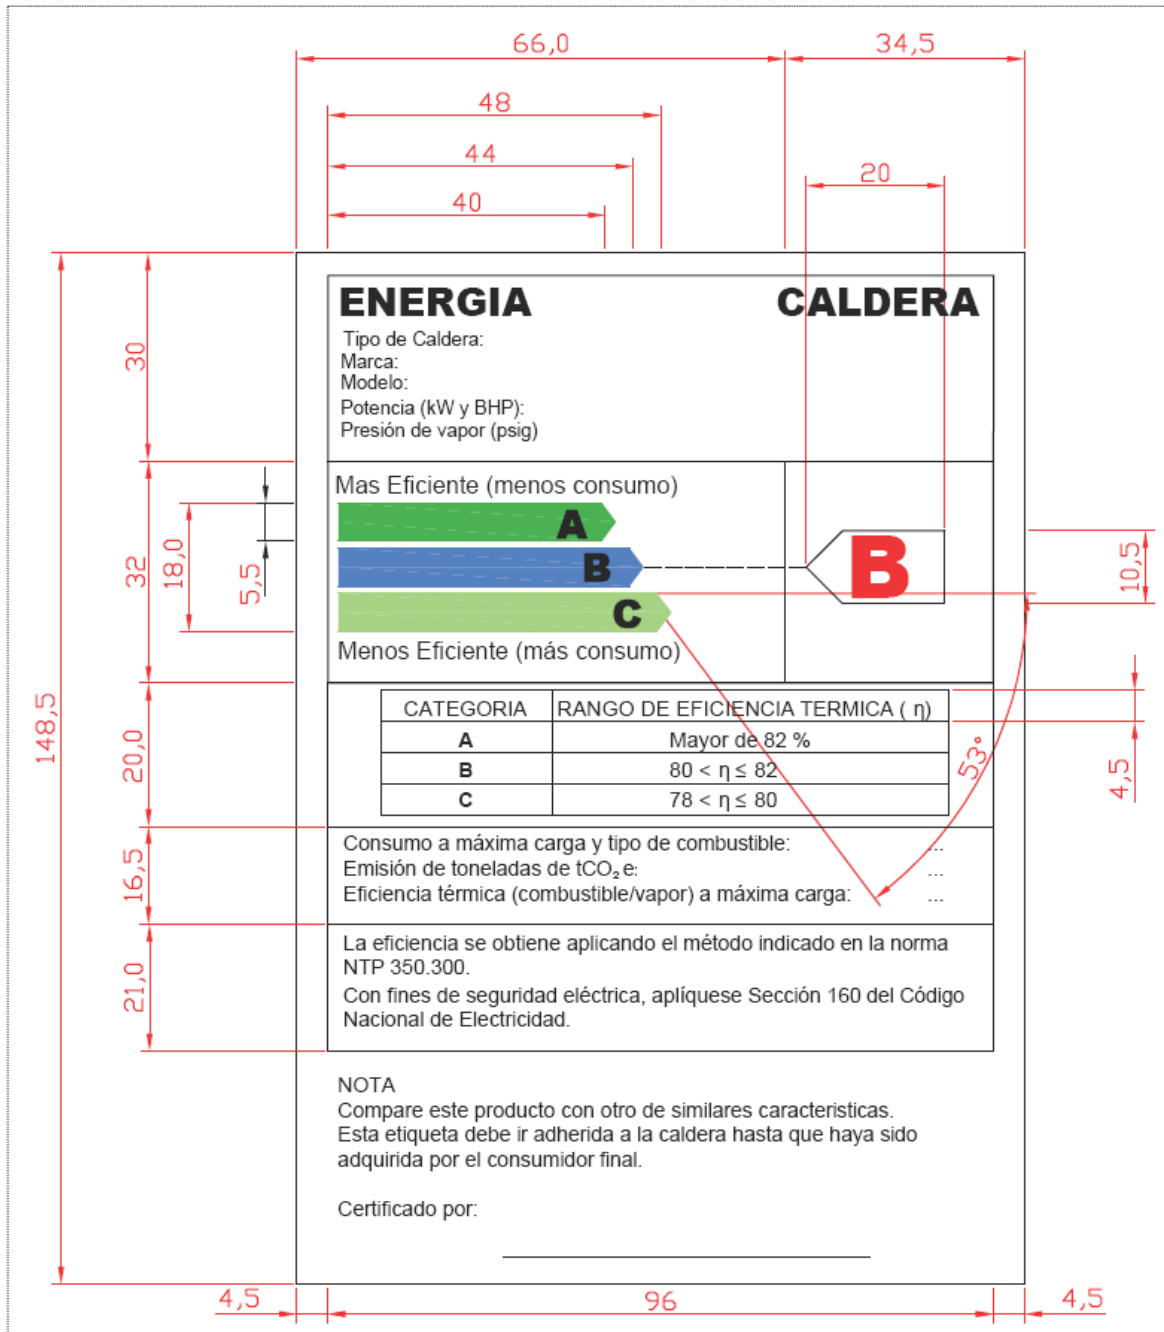 66,0
34,5
48
44
40
20
ENERGIA CALDERA
Tipo de Caldera:
Marca:
Modelo:
Potencia (kW y BHP):
Presión de vapor (psig)
30
Mas Eficiente (menos consumo)
A
B
C
B
Menos Eficiente (más consumo)
32
18,0
5,5
10,5
148,5
CATEGORIA RANGO DE EFICIENCIA TERMICA ( η)
A Mayor de 82 %
B 80 < η ≤ 82
C 78 < η ≤ 80
20,0
53°
4,5
Consumo a máxima carga y tipo de combustible: ...
Emisión de toneladas de tCO₂ e: ...
Eficiencia térmica (combustible/vapor) a máxima carga: ...
16,5
La eficiencia se obtiene aplicando el método indicado en la norma
NTP 350.300.
Con fines de seguridad eléctrica, aplíquese Sección 160 del Código
Nacional de Electricidad.
21,0
NOTA
Compare este producto con otro de similares caracteristicas.
Esta etiqueta debe ir adherida a la caldera hasta que haya sido
adquirida por el consumidor final.
Certificado por:
4,5
96
4,5